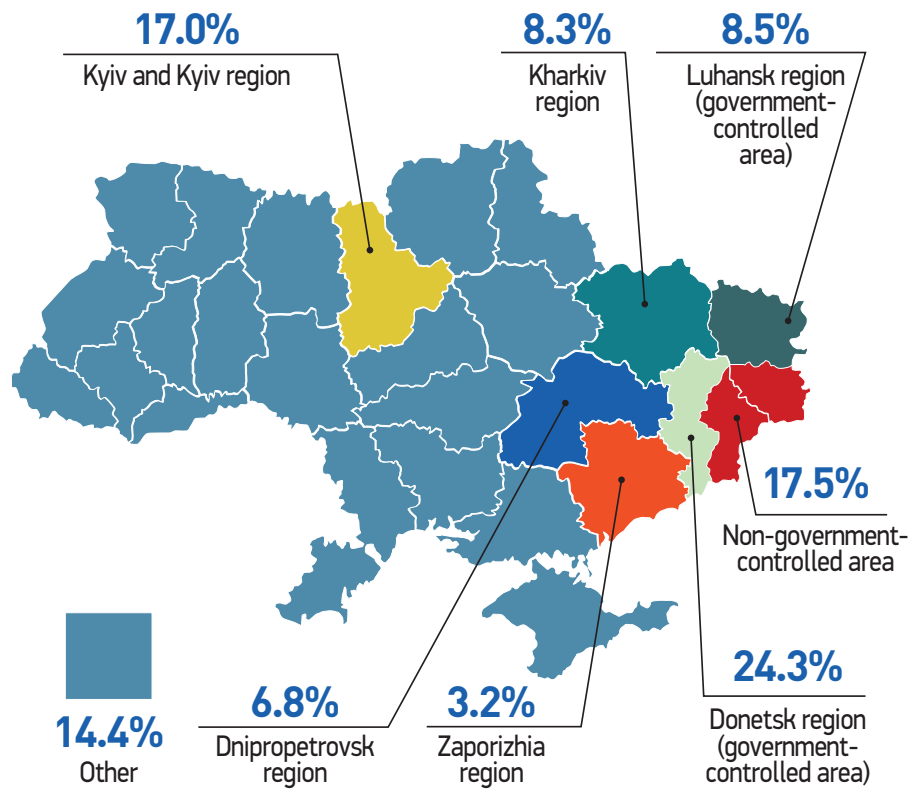 17.0%
Kyiv and Kyiv region
8.3%
Kharkiv
region
8.5%
Luhansk region
(government-
controlled
area)
17.5%
Non-government-
controlled area
24.3%
Donetsk region
(government-
controlled area)
3.2%
Zaporizhia
region
6.8%
Dnipropetrovsk
region
14.4%
Other